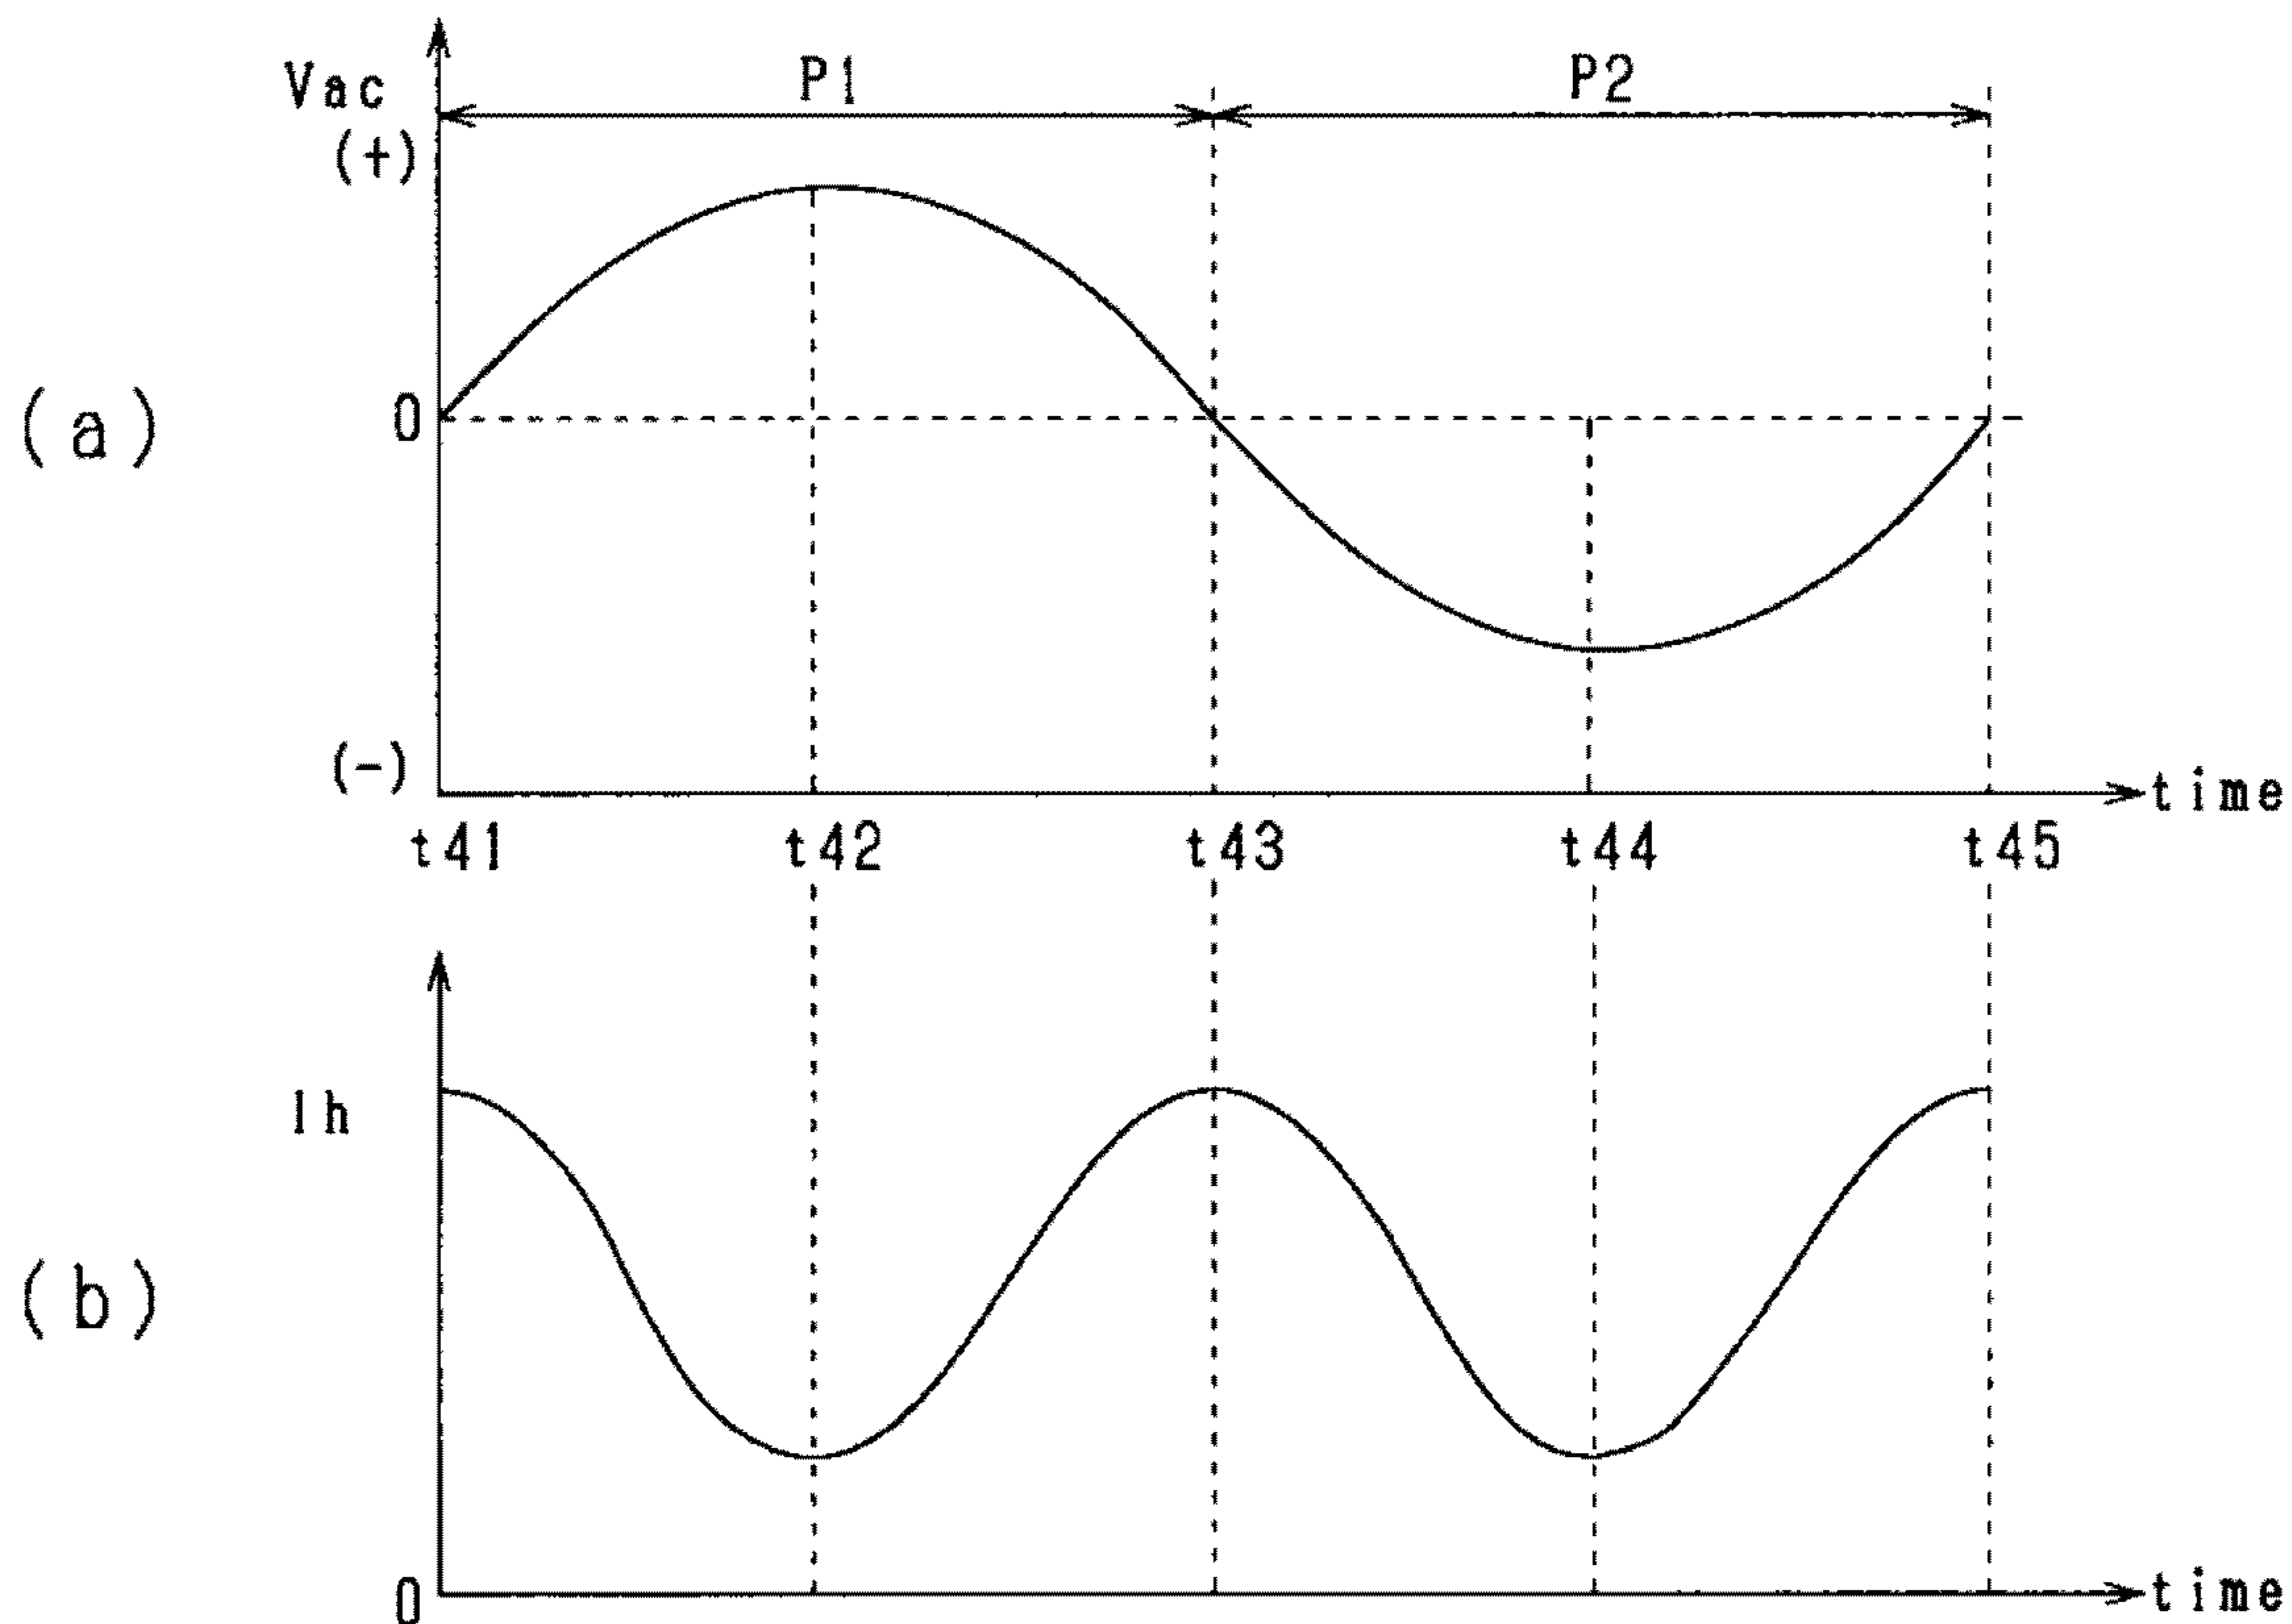 Vac
P1 P2
(+)
(a)
0
(-)
time
t41 t42 t43 t44 t45
Ih
(b)
0
time